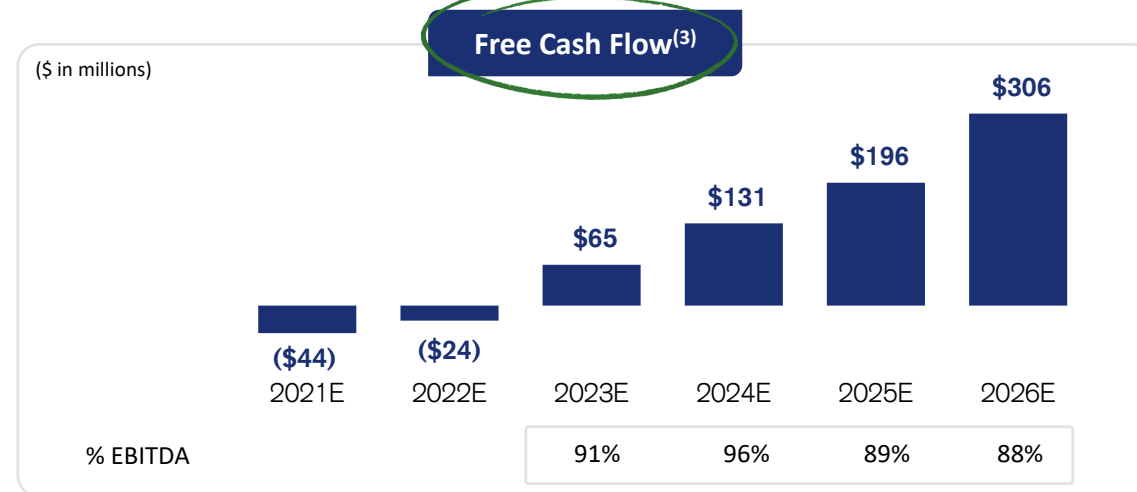 Free Cash Flow(3)
($ in millions)
$306
$196
$131
$65
($44) ($24)
2021E 2022E 2023E 2024E 2025E 2026E
% EBITDA 91% 96% 89% 88%